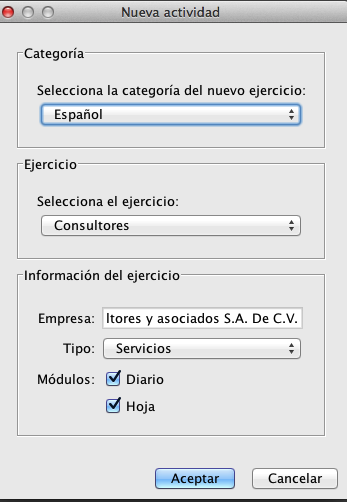 Nueva actividad
Categoría
Selecciona la categoría del nuevo ejercicio:
Español
Ejercicio
Selecciona el ejercicio:
Consultores
Información del ejercicio
Empresa: ltores y asociados S.A. De C.V.
Tipo: Servicios
Módulos: Diario
Hoja
Aceptar Cancelar